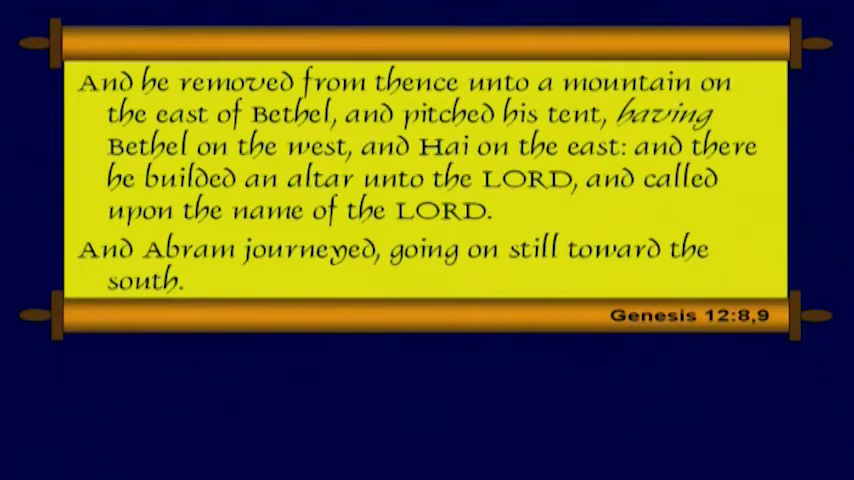 And he removed from thence unto a mountain on
the east of Bethel, and pitched his tent, having
Bethel on the west, and Hai on the east: and there
he builded an altar unto the LORD, and called
upon the name of the LORD.
And Abram journeyed, going on still toward the
south.
Genesis 12:8,9